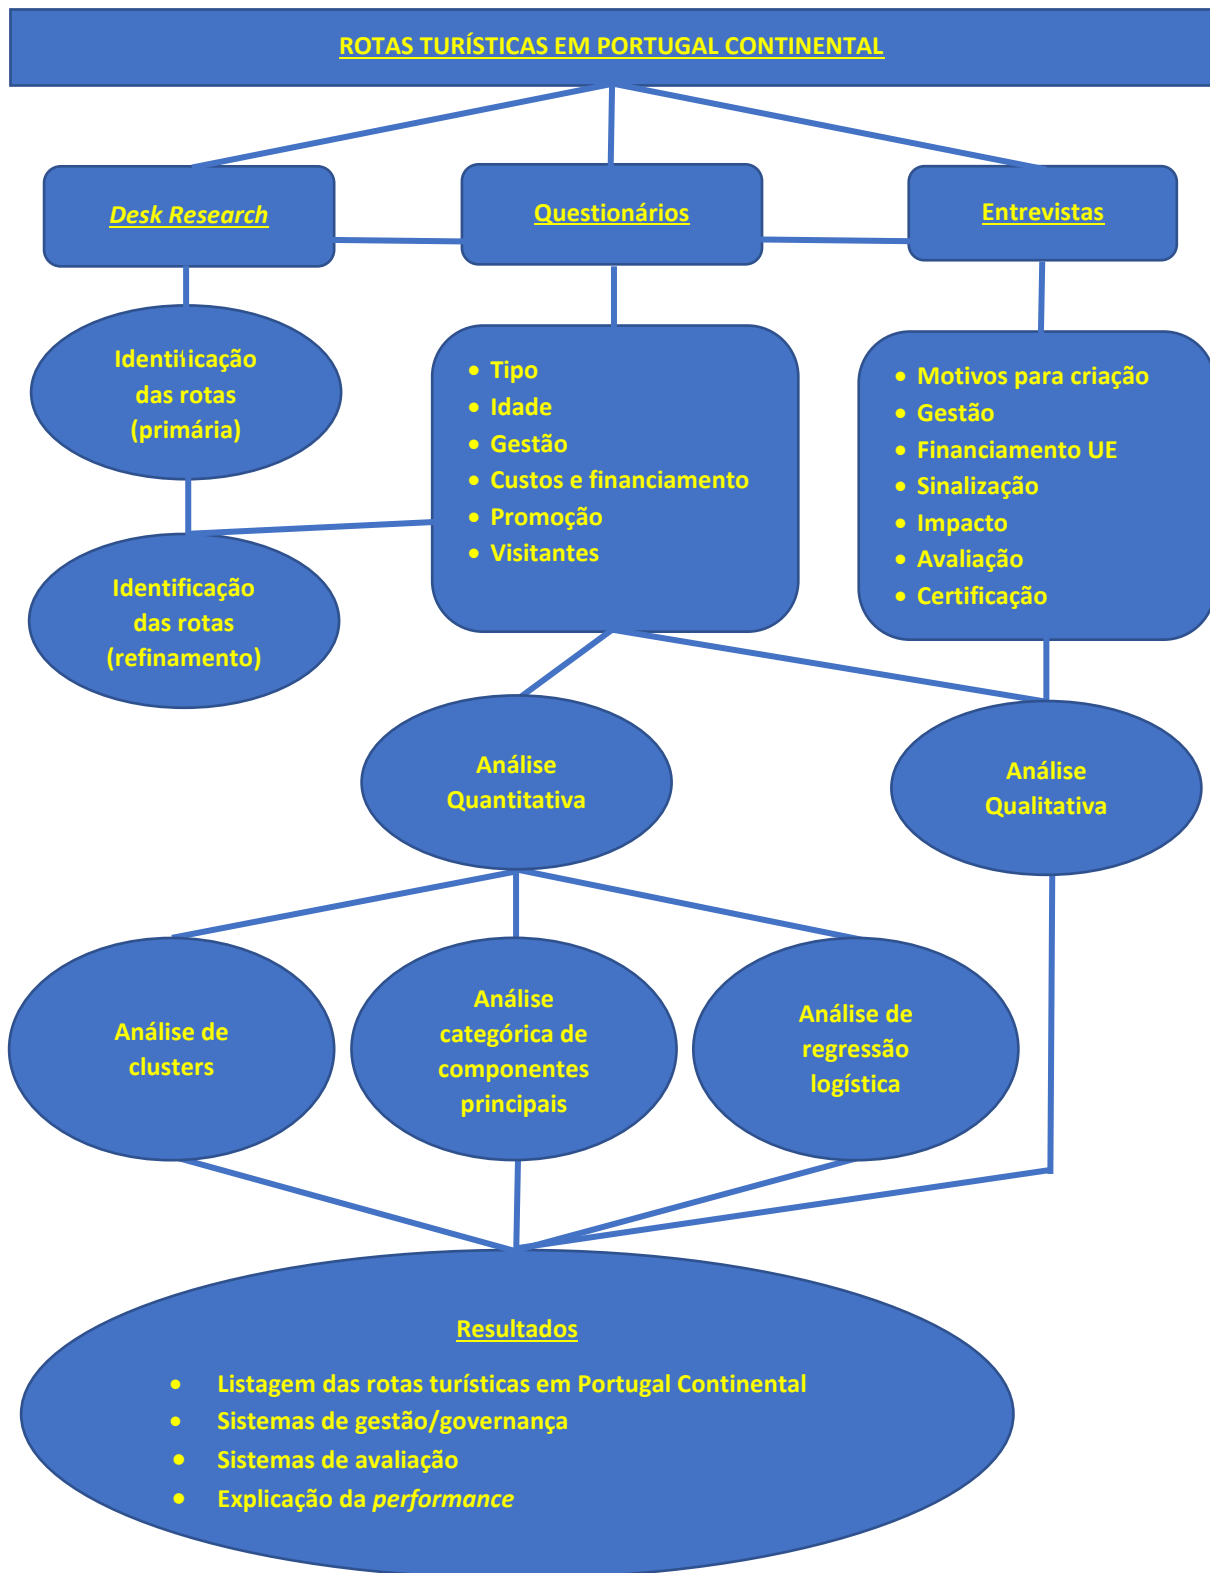 ROTAS TURÍSTICAS EM PORTUGAL CONTINENTAL
Desk Research
Questionários
Entrevistas
Identificação
das rotas
(primária)
• Tipo
• Idade
• Gestão
• Custos e financiamento
• Promoção
• Visitantes
• Motivos para criação
• Gestão
• Financiamento UE
• Sinalização
• Impacto
• Avaliação
• Certificação
Identificação
das rotas
(refinamento)
Análise
Quantitativa
Análise
Qualitativa
Análise de
clusters
Análise
categórica de
componentes
principais
Análise de
regressão
logística
Resultados
• Listagem das rotas turísticas em Portugal Continental
• Sistemas de gestão/governança
• Sistemas de avaliação
• Explicação da performance